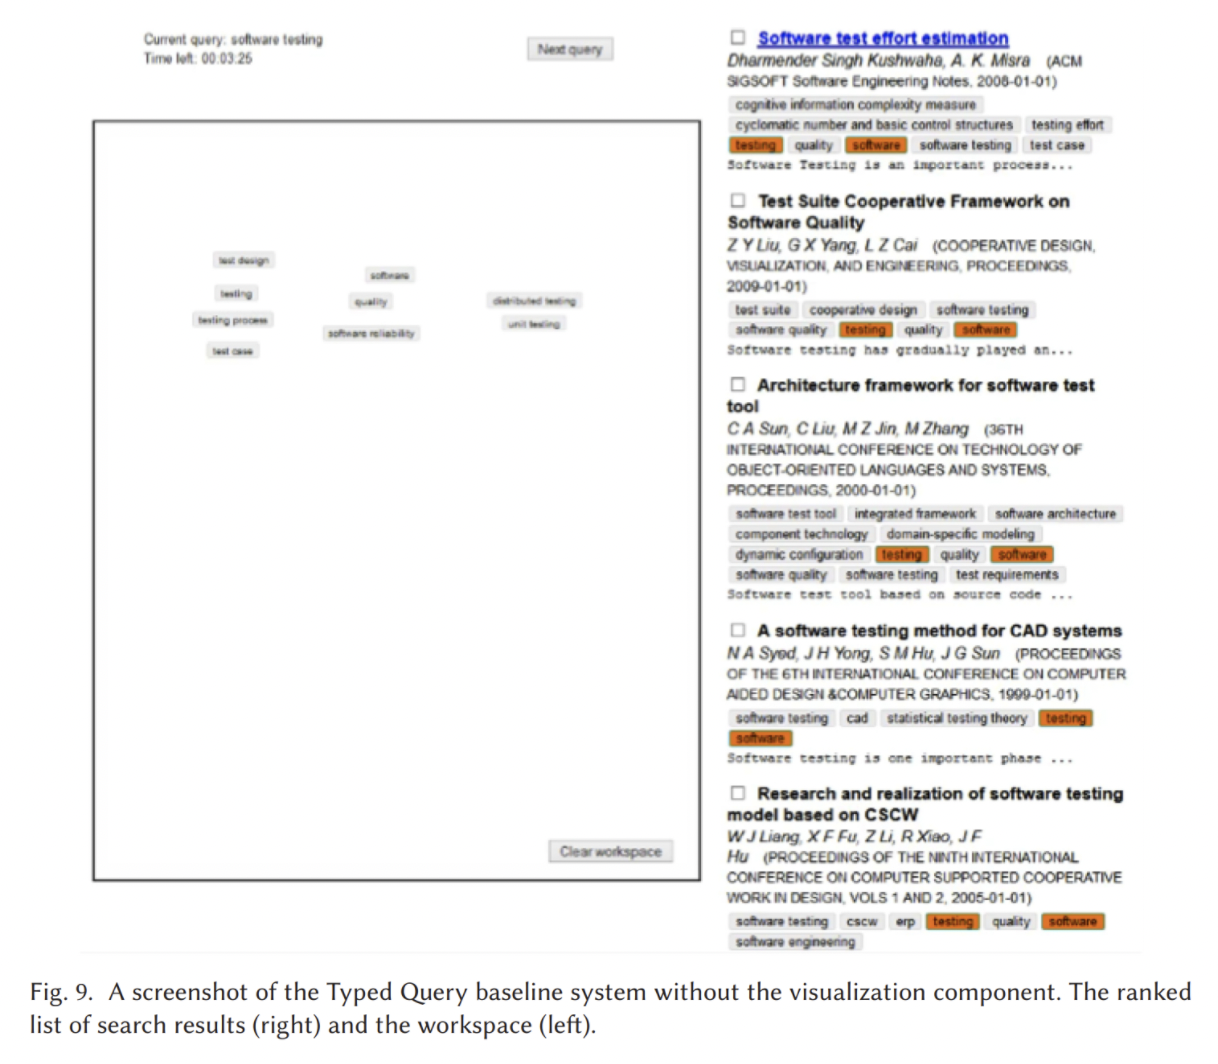 Current query: software testing
Time left: 00:03:25
Next query
test design
testing
testing process
test case
software
quality
software reliability
distributed testing
unit testing
Clear workspace
Software test effort estimation
Dharmender Singh Kushwaha, A. K. Misra (ACM
SIGSOFT Software Engineering Notes, 2008-01-01)
cognitive information complexity measure
cyclomatic number and basic control structures testing effort
testing quality software software testing test case
Software Testing is an important process...
Test Suite Cooperative Framework on
Software Quality
Z Y Liu, G X Yang, L Z Cai (COOPERATIVE DESIGN,
VISUALIZATION, AND ENGINEERING, PROCEEDINGS,
2009-01-01)
test suite cooperative design software testing
software quality testing quality software
Software testing has gradually played an...
Architecture framework for software test
tool
C A Sun, C Liu, M Z Jin, M Zhang (36TH
INTERNATIONAL CONFERENCE ON TECHNOLOGY OF
OBJECT-ORIENTED LANGUAGES AND SYSTEMS,
PROCEEDINGS, 2000-01-01)
software test tool integrated framework software architecture
component technology domain-specific modeling
dynamic configuration testing quality software
software quality software testing test requirements
Software test tool based on source code ...
A software testing method for CAD systems
N A Syed, J H Yong, S M Hu, J G Sun (PROCEEDINGS
OF THE 6TH INTERNATIONAL CONFERENCE ON COMPUTER
AIDED DESIGN &COMPUTER GRAPHICS, 1999-01-01)
software testing cad statistical testing theory testing
software
Software testing is one important phase ...
Research and realization of software testing
model based on CSCW
W J Liang, X F Fu, Z Li, R Xiao, J F
Hu (PROCEEDINGS OF THE NINTH INTERNATIONAL
CONFERENCE ON COMPUTER SUPPORTED COOPERATIVE
WORK IN DESIGN, VOLS 1 AND 2, 2005-01-01)
software testing cscw erp testing quality software
software engineering
Fig. 9. A screenshot of the Typed Query baseline system without the visualization component. The ranked
list of search results (right) and the workspace (left).